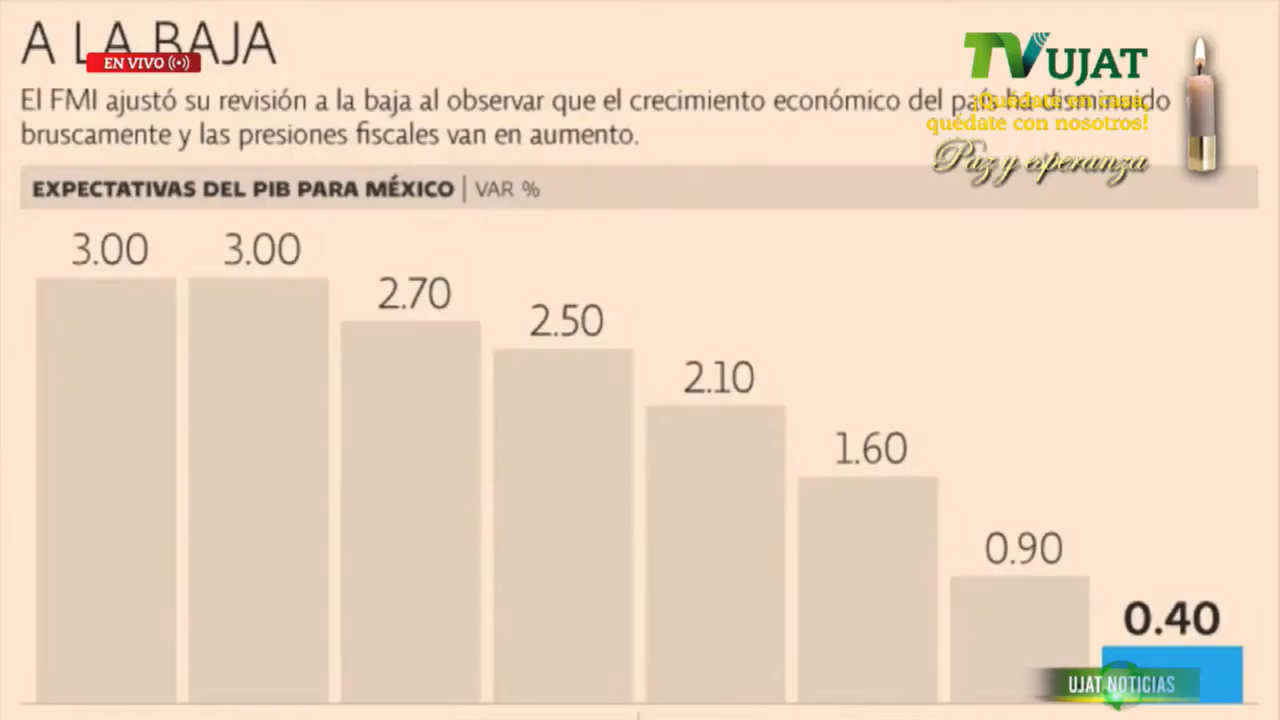 A LA BAJA
EN VIVO
El FMI ajustó su revisión a la baja al observar que el crecimiento económico del país ha disminuido
bruscamente y las presiones fiscales van en aumento.
TV UJAT
¡Quédate en casa,
quédate con nosotros!
Paz y esperanza
EXPECTATIVAS DEL PIB PARA MÉXICO | VAR %
3.00
3.00
2.70
2.50
2.10
1.60
0.90
0.40
UJAT NOTICIAS